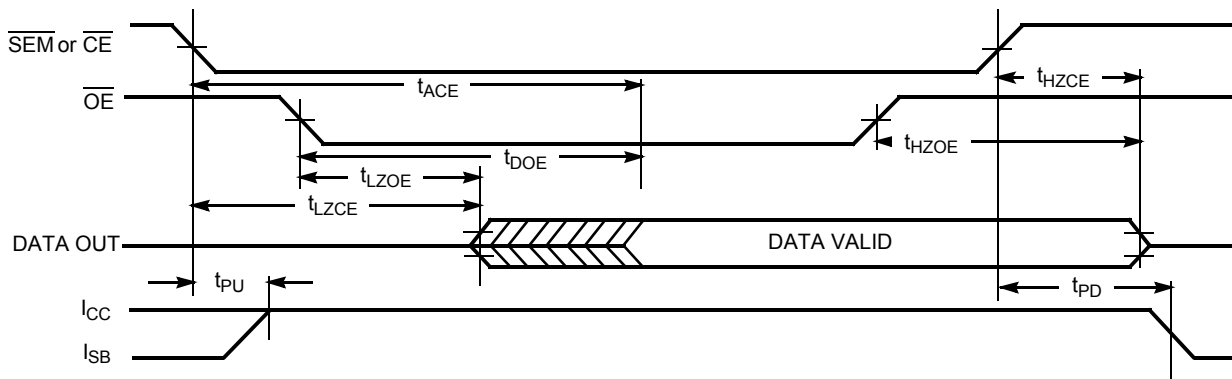 SEM or CE
tACE
tHZCE
OE
tHZOE
tDOE
tLZOE
tLZCE
DATA OUT
DATA VALID
tPU
tPD
ICC
ISB